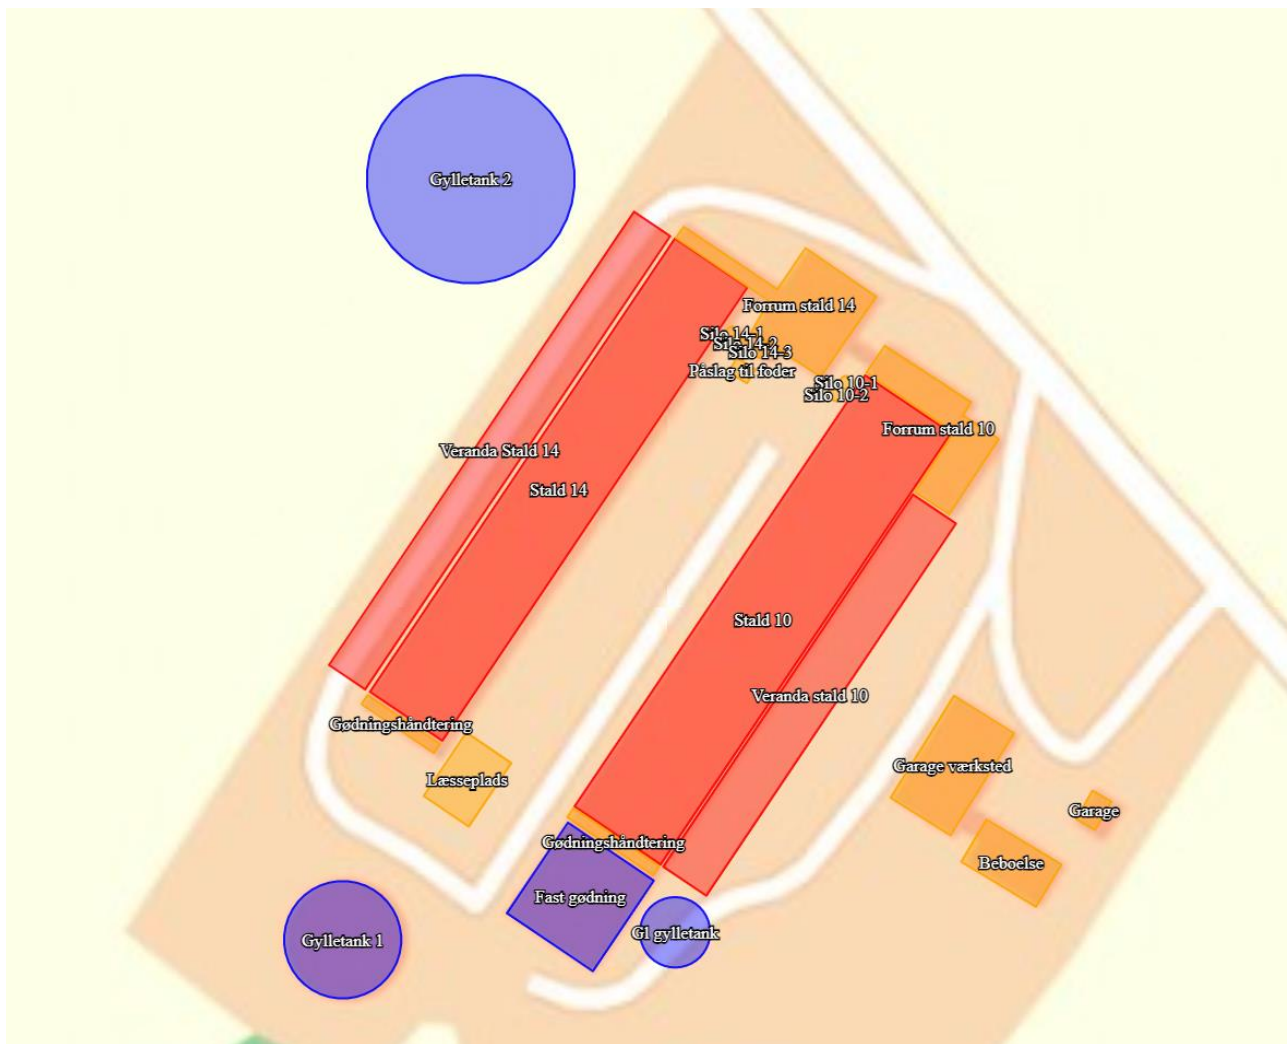 Gylletank 2
Forrum stald 14
Silo 14-1
Silo 14-2
Silo 14-3
Påslag til foder
Silo 10-1
Silo 10-2
Forrum stald 10
Veranda Stald 14
Stald 14
Stald 10
Veranda stald 10
Gødningshåndtering
Garage værksted
Læsseplads
Garage
Gødningshåndtering
Beboelse
Fast gødning
Gl gylletank
Gylletank 1